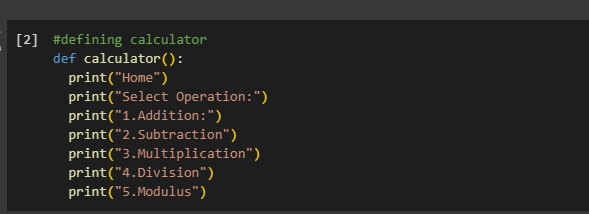 [2] #defining calculator
def calculator():
  print("Home")
  print("Select Operation:")
  print("1.Addition:")
  print("2.Subtraction")
  print("3.Multiplication")
  print("4.Division")
  print("5.Modulus")